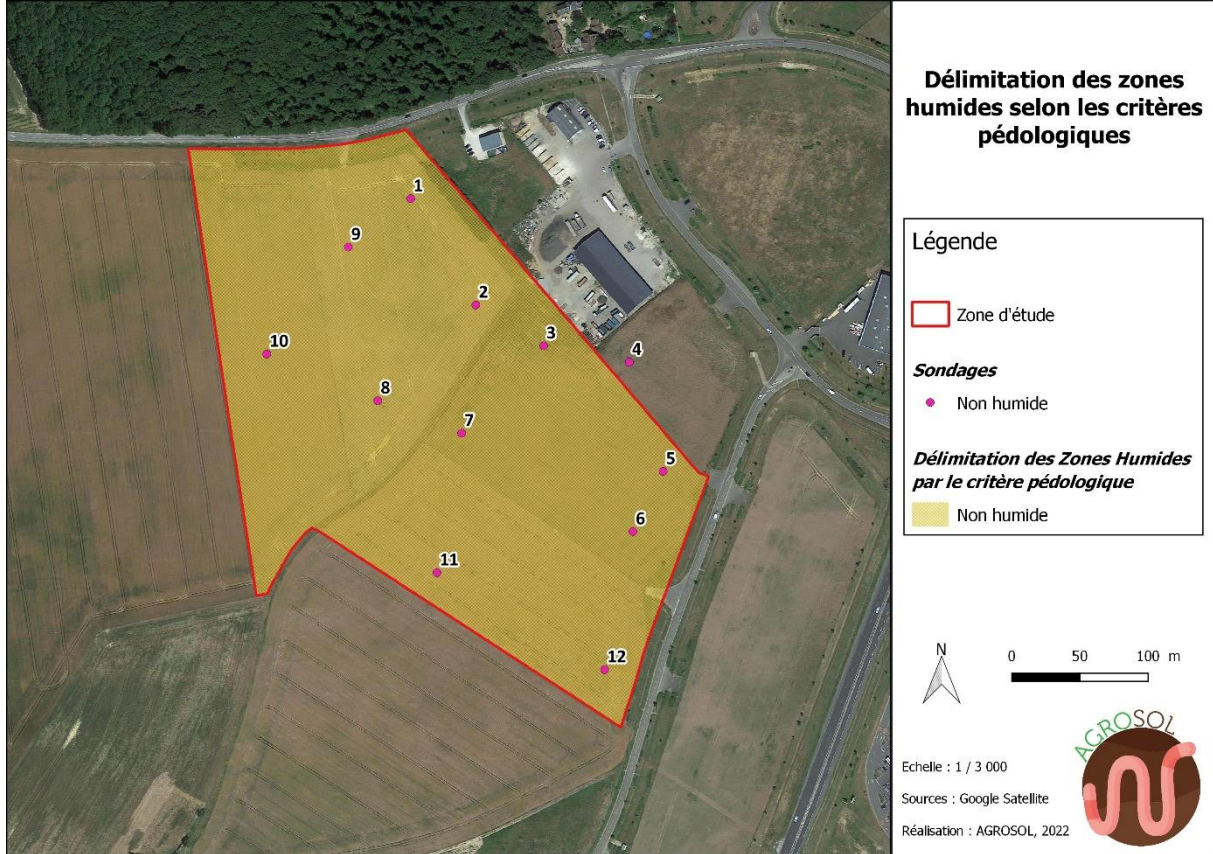 Délimitation des zones
humides selon les critères
pédologiques
1
9
2
3
4
10
8
7
5
6
11
12
Légende
Zone d'étude
Sondages
Non humide
Délimitation des Zones Humides
par le critère pédologique
Non humide
N
0 50 100 m
Echelle : 1 / 3 000
Sources : Google Satellite
Réalisation : AGROSOL, 2022
AGROSOL